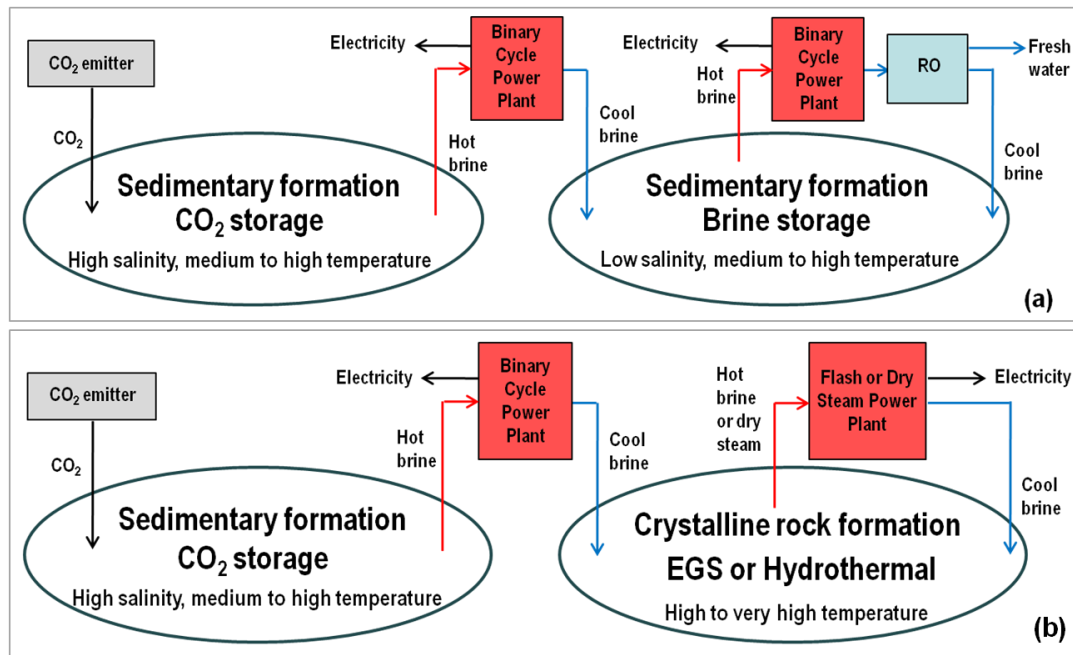 CO2 emitter
CO2
Electricity
Binary
Cycle
Power
Plant
Hot
brine
Cool
brine
Sedimentary formation
CO2 storage
High salinity, medium to high temperature
Electricity
Hot
brine
Binary
Cycle
Power
Plant
RO
Fresh
water
Cool
brine
Sedimentary formation
Brine storage
Low salinity, medium to high temperature
(a)
CO2 emitter
CO2
Electricity
Binary
Cycle
Power
Plant
Hot
brine
Cool
brine
Sedimentary formation
CO2 storage
High salinity, medium to high temperature
Hot
brine
or dry
steam
Flash or Dry
Steam Power
Plant
Electricity
Cool
brine
Crystalline rock formation
EGS or Hydrothermal
High to very high temperature
(b)